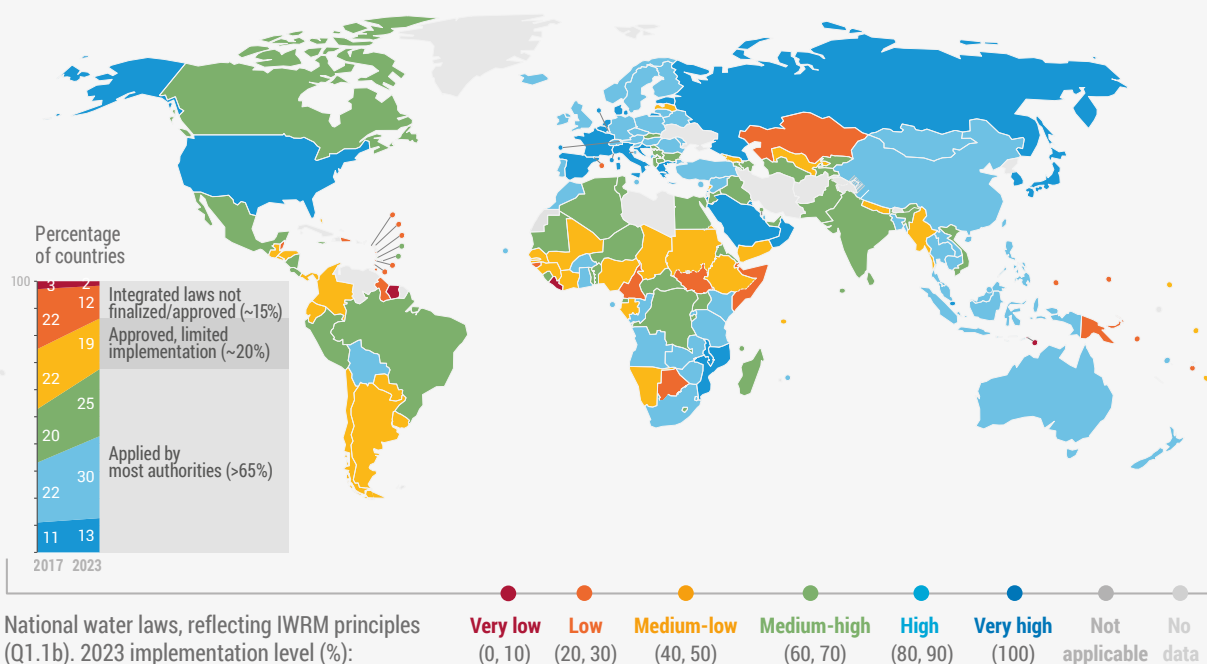 Percentage
of countries
100
3 2
22 12
22 19
20 25
22 30
11 13
2017 2023
Integrated laws not
finalized/approved (~15%)
Approved, limited
implementation (~20%)
Applied by
most authorities (>65%)
National water laws, reflecting IWRM principles
(Q1.1b). 2023 implementation level (%):
Very low
(0, 10)
Low
(20, 30)
Medium-low
(40, 50)
Medium-high
(60, 70)
High
(80, 90)
Very high
(100)
Not
applicable
No
data